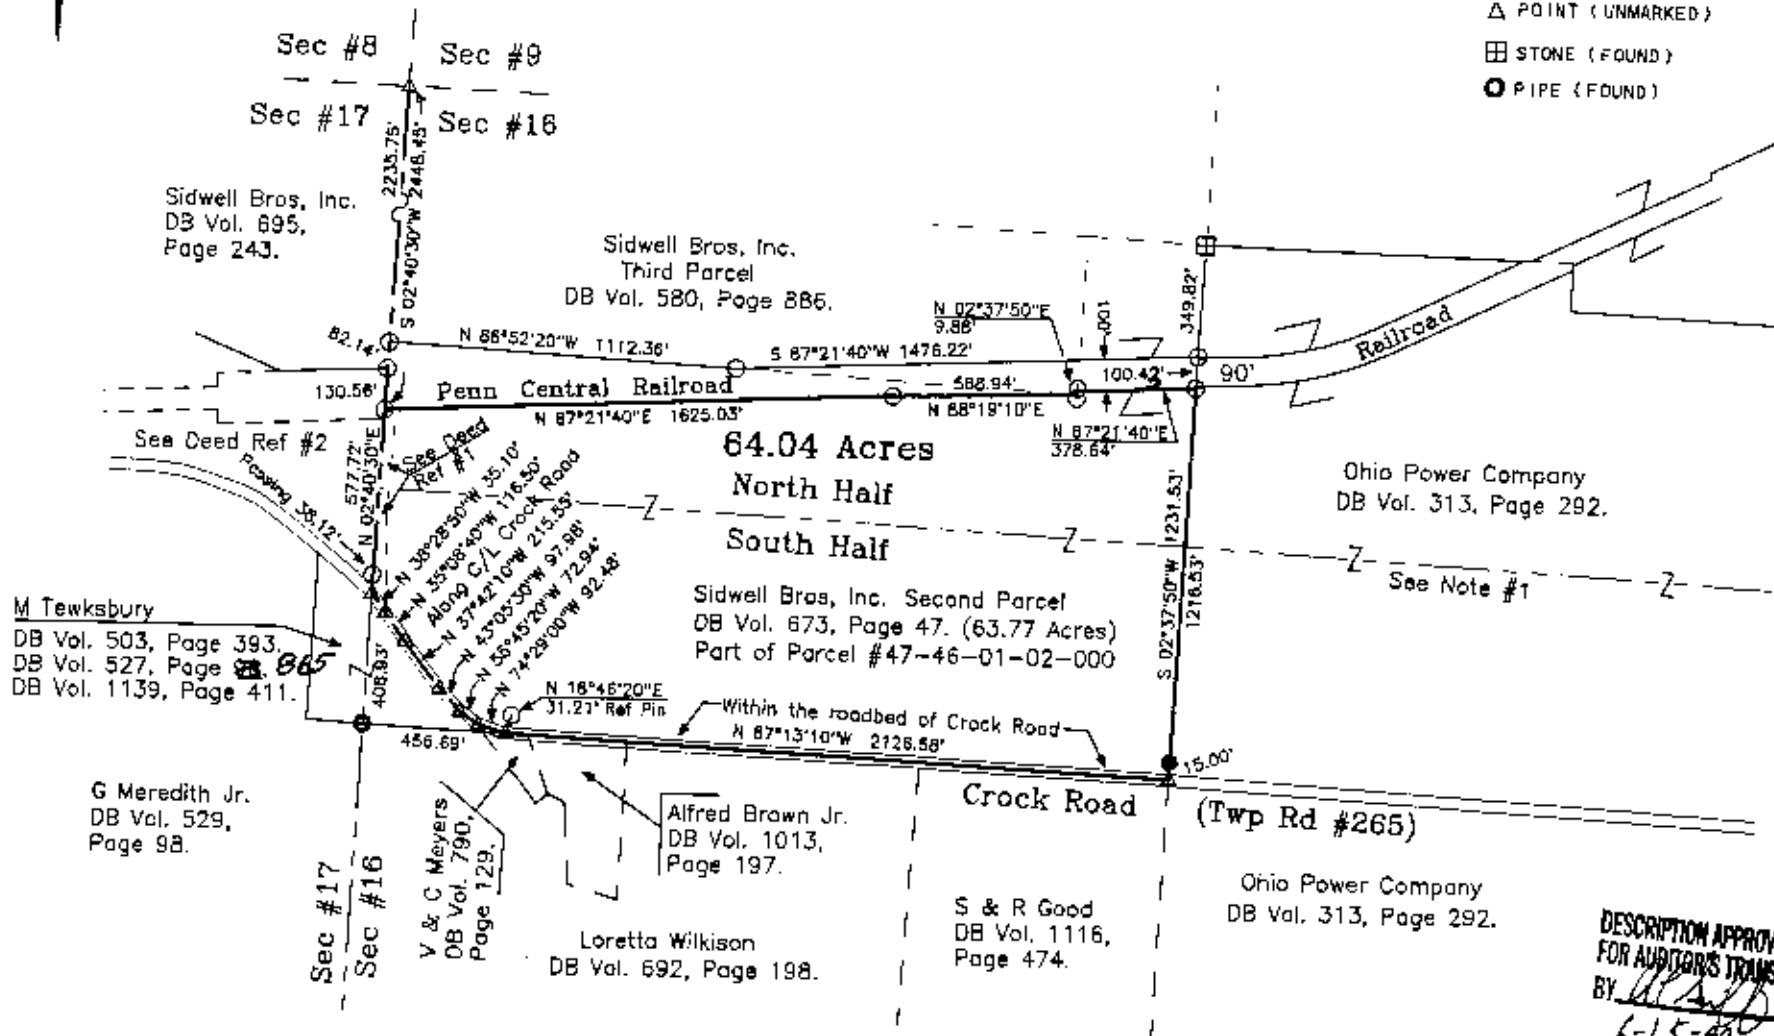 △ POINT (UNMARKED)
STONE (FOUND)
PIPE (FOUND)
Sec #8
Sec #9
Sec #17
Sec #16
2235.75'
S 02°40'30"W 2448.45'
Sidwell Bros, Inc.
DB Vol. 695,
Page 243.
Sidwell Bros, Inc.
Third Parcel
DB Vol. 580, Page 886.
N 02°37'50"E
9.88'
100'
349.82'
Railroad
82.14'
N 86°52'20"W 1112.36'
S 87°21'40"W 1476.22'
100.42'
90'
130.56'
Penn Central Railroad
588.94'
N 87°21'40"E 1625.03'
N 88°19'10"E
N 87°21'40"E
378.64'
See Deed Ref #2
See Deed
Ref #1
64.04 Acres
North Half
South Half
Ohio Power Company
DB Vol. 313, Page 292.
See Note #1
577.72'
N 02°40'30"E
Passing 38.12'
N 38°28'50"W 35.10'
N 35°08'40"W 116.50'
Along C/L Crock Road
N 37°42'10"W 215.55'
N 43°05'30"W 97.98'
N 56°45'20"W 72.94'
N 74°29'00"W 92.48'
S 02°37'50"W 1231.53'
1216.53'
Sidwell Bros, Inc. Second Parcel
DB Vol. 673, Page 47. (63.77 Acres)
Part of Parcel #47-46-01-02-000
M Tewksbury
DB Vol. 503, Page 393.
DB Vol. 527, Page 865
DB Vol. 1139, Page 411.
408.93'
N 18°46'20"E
31.27' Ref Pin
Within the roadbed of Crock Road
N 87°13'10"W 2126.58'
456.69'
15.00'
Crock Road
(Twp Rd #265)
G Meredith Jr.
DB Vol. 529,
Page 98.
Sec #17
Sec #16
V & C Meyers
DB Vol. 790,
Page 129.
Alfred Brown Jr.
DB Vol. 1013,
Page 197.
Loretta Wilkison
DB Vol. 692, Page 198.
S & R Good
DB Vol. 1116,
Page 474.
Ohio Power Company
DB Vol. 313, Page 292.
DESCRIPTION APPROV
FOR AUDITOR'S TRANS
BY